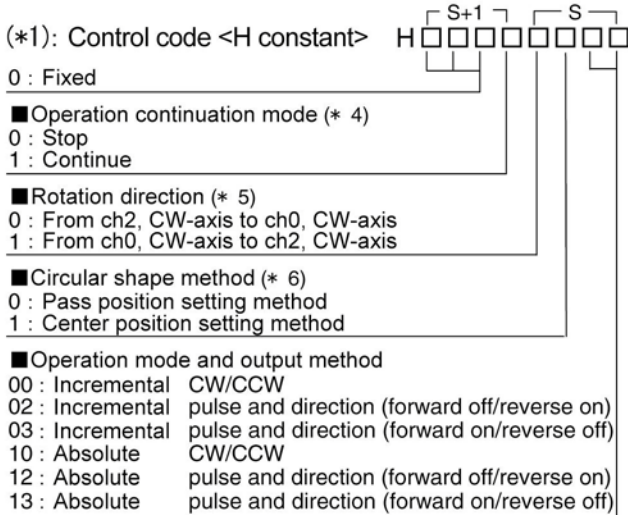 S+1 S
(*1): Control code <H constant> H□□□□□□□□
0 : Fixed
■Operation continuation mode (* 4)
0 : Stop
1 : Continue
■Rotation direction (* 5)
0 : From ch2, CW-axis to ch0, CW-axis
1 : From ch0, CW-axis to ch2, CW-axis
■Circular shape method (* 6)
0 : Pass position setting method
1 : Center position setting method
■Operation mode and output method
00 : Incremental CW/CCW
02 : Incremental pulse and direction (forward off/reverse on)
03 : Incremental pulse and direction (forward on/reverse off)
10 : Absolute CW/CCW
12 : Absolute pulse and direction (forward off/reverse on)
13 : Absolute pulse and direction (forward on/reverse off)